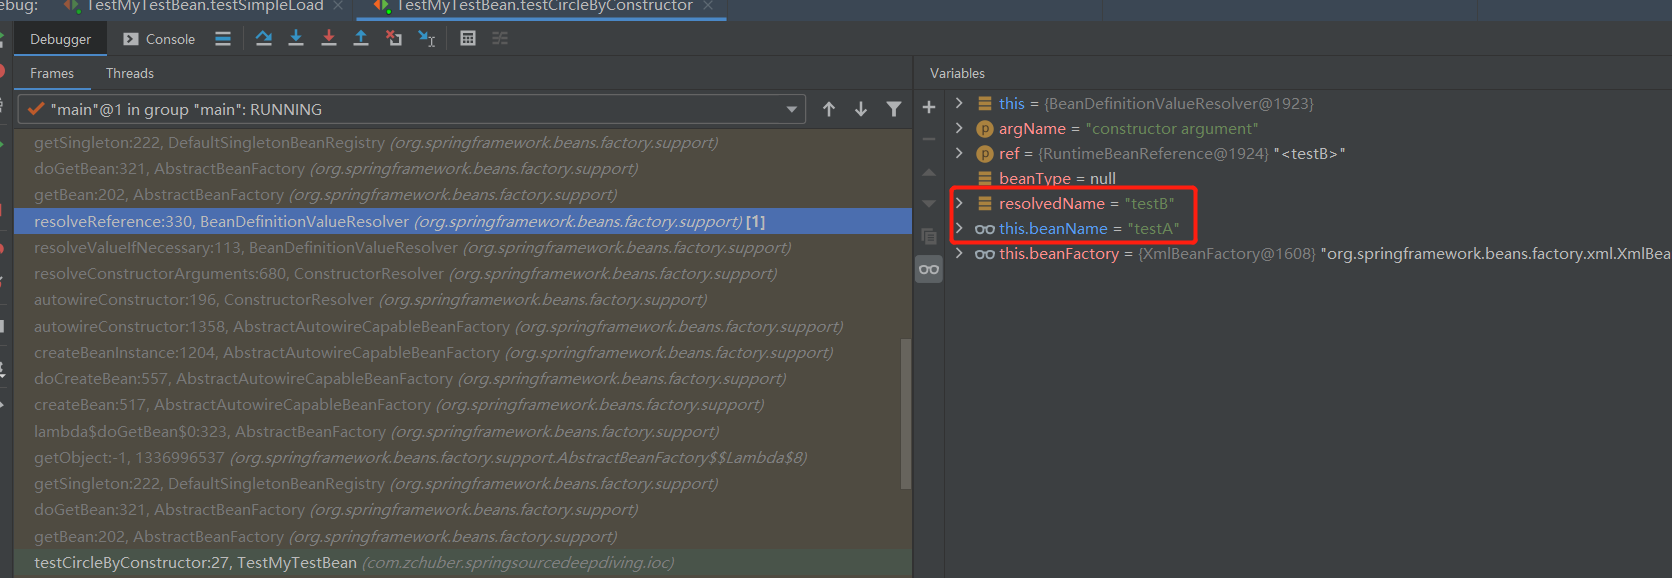 ebug:
TestMyTestBean.testSimpleLoad
TestMyTestBean.testCircleByConstructor
Debugger
Console
Frames
Threads
Variables
"main"@1 in group "main": RUNNING
getSingleton:222, DefaultSingletonBeanRegistry (org.springframework.beans.factory.support)
doGetBean:321, AbstractBeanFactory (org.springframework.beans.factory.support)
getBean:202, AbstractBeanFactory (org.springframework.beans.factory.support)
resolveReference:330, BeanDefinitionValueResolver (org.springframework.beans.factory.support) [1]
resolveValueIfNecessary:113, BeanDefinitionValueResolver (org.springframework.beans.factory.support)
resolveConstructorArguments:680, ConstructorResolver (org.springframework.beans.factory.support)
autowireConstructor:196, ConstructorResolver (org.springframework.beans.factory.support)
autowireConstructor:1358, AbstractAutowireCapableBeanFactory (org.springframework.beans.factory.support)
createBeanInstance:1204, AbstractAutowireCapableBeanFactory (org.springframework.beans.factory.support)
doCreateBean:557, AbstractAutowireCapableBeanFactory (org.springframework.beans.factory.support)
createBean:517, AbstractAutowireCapableBeanFactory (org.springframework.beans.factory.support)
lambda$doGetBean$0:323, AbstractBeanFactory (org.springframework.beans.factory.support)
getObject:-1, 1336996537 (org.springframework.beans.factory.support.AbstractBeanFactory$$Lambda$8)
getSingleton:222, DefaultSingletonBeanRegistry (org.springframework.beans.factory.support)
doGetBean:321, AbstractBeanFactory (org.springframework.beans.factory.support)
getBean:202, AbstractBeanFactory (org.springframework.beans.factory.support)
testCircleByConstructor:27, TestMyTestBean (com.zchuber.springsourcedeepdiving.ioc)
this = {BeanDefinitionValueResolver@1923}
p argName = "constructor argument"
p ref = {RuntimeBeanReference@1924} "<testB>"
beanType = null
resolvedName = "testB"
this.beanName = "testA"
this.beanFactory = {XmlBeanFactory@1608} "org.springframework.beans.factory.xml.XmlBea